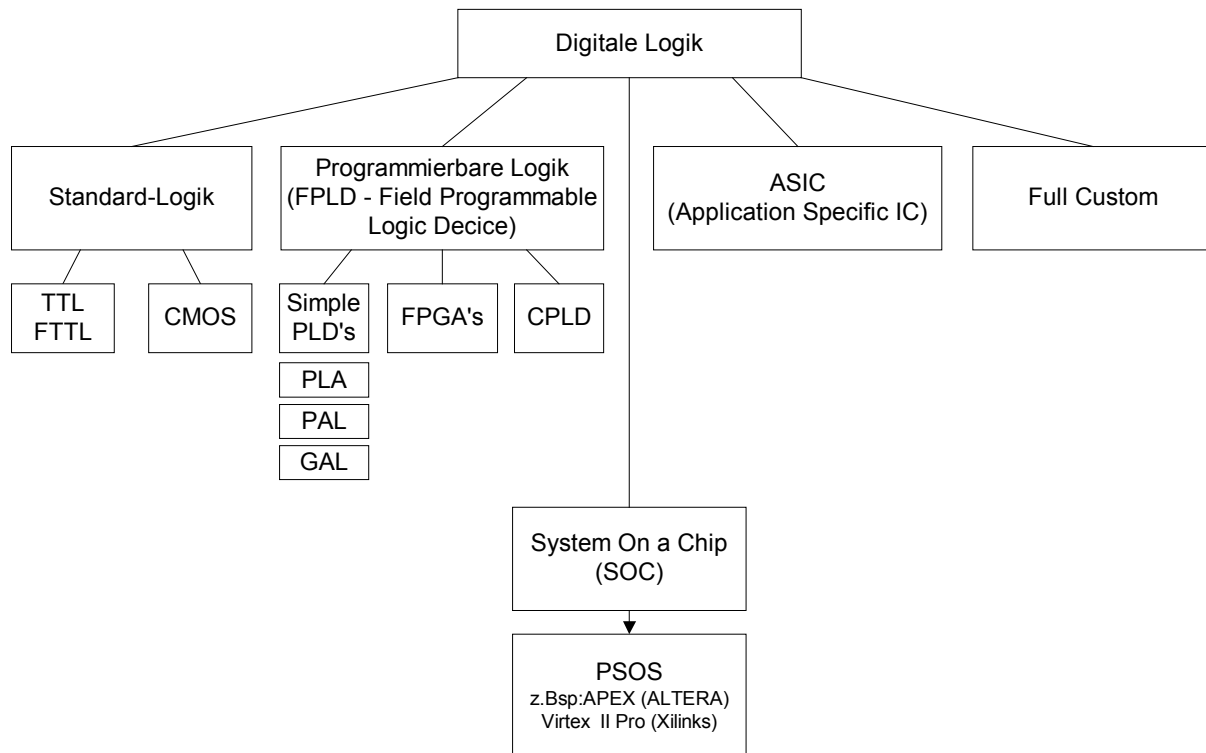 Digitale Logik
Standard-Logik
Programmierbare Logik
(FPLD - Field Programmable
Logic Decice)
ASIC
(Application Specific IC)
Full Custom
TTL
FTTL
CMOS
Simple
PLD's
FPGA's
CPLD
PLA
PAL
GAL
System On a Chip
(SOC)
PSOS
z.Bsp:APEX (ALTERA)
Virtex II Pro (Xilinks)